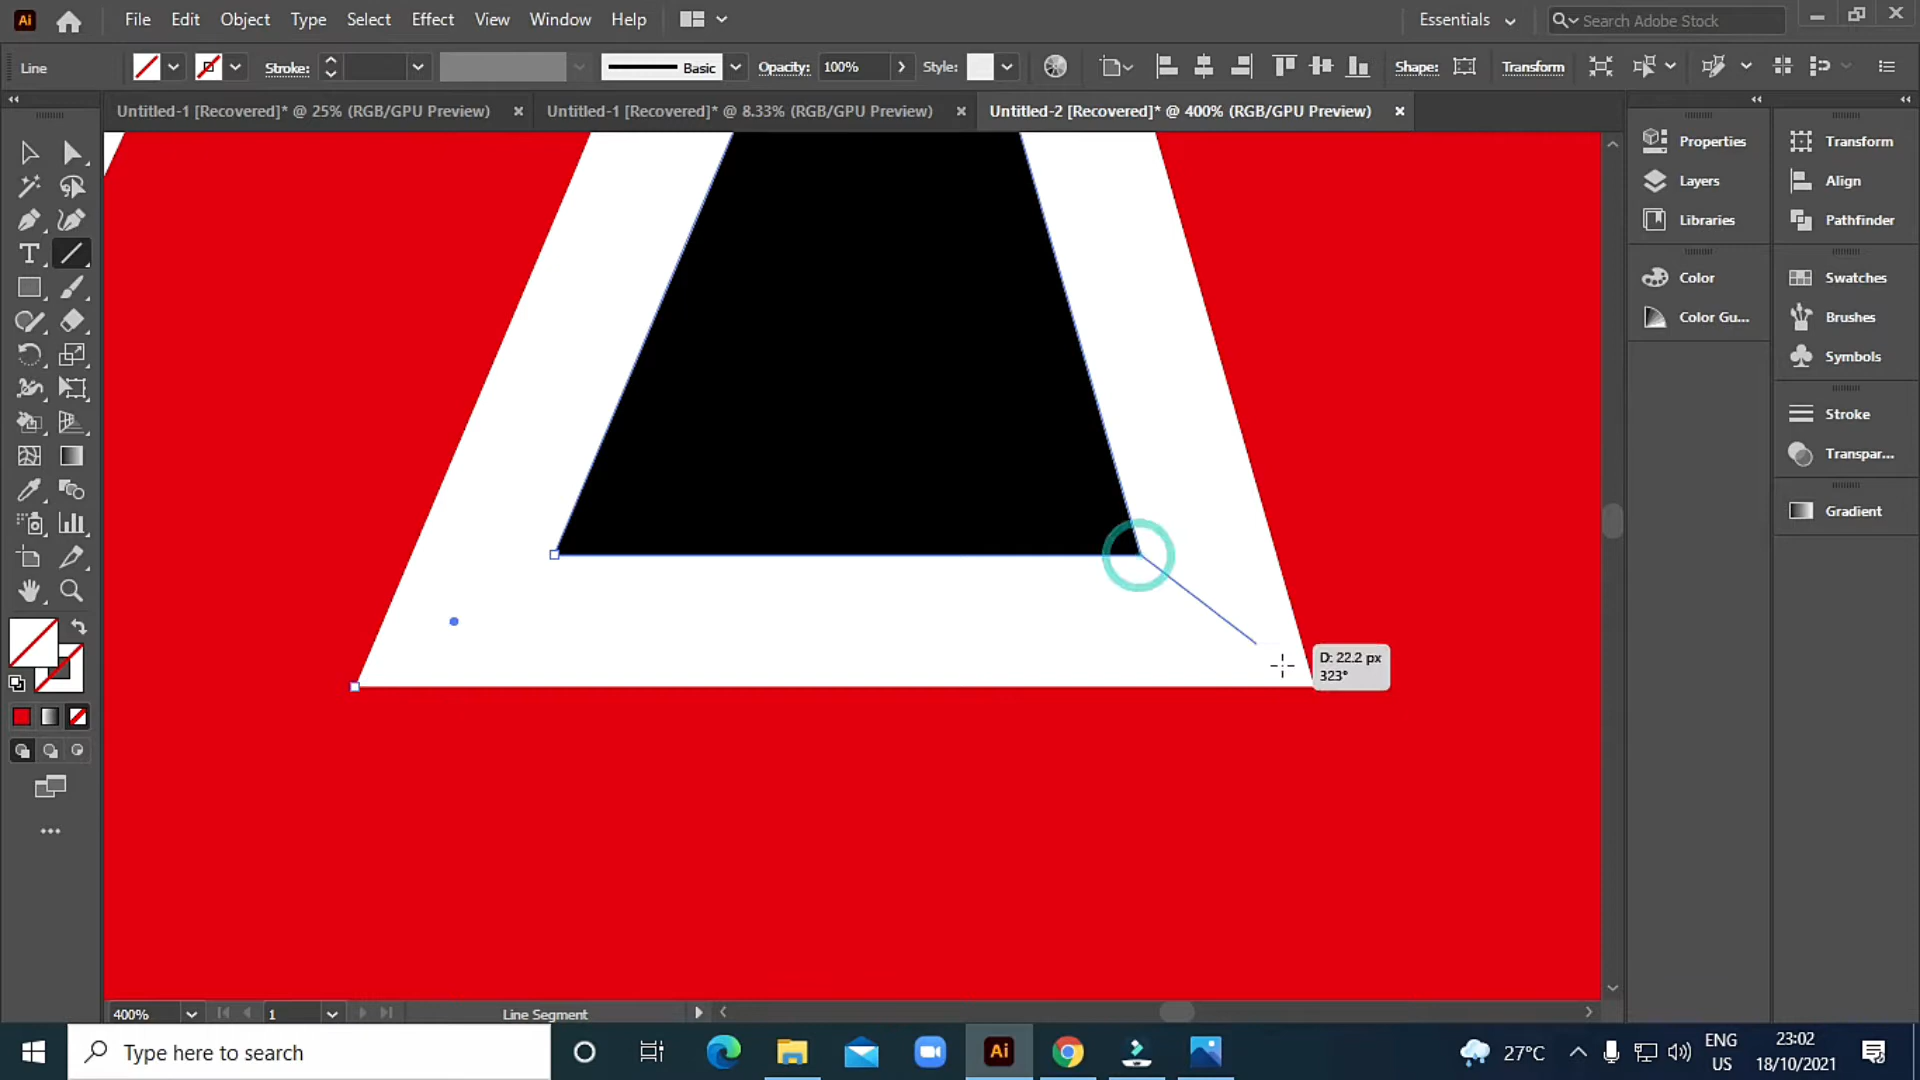 Ai File Edit Object Type Select Effect View Window Help Essentials Search Adobe Stock
Line Stroke: Basic Opacity: 100% Style: Shape: Transform
Untitled-1 [Recovered]* @ 25% (RGB/GPU Preview) Untitled-1 [Recovered]* @ 8.33% (RGB/GPU Preview) Untitled-2 [Recovered]* @ 400% (RGB/GPU Preview)
Properties Transform
Layers Align
Libraries Pathfinder
Color Swatches
Color Gu... Brushes
Symbols
Stroke
Transpar...
Gradient
D: 22.2 px
323°
400% 1 Line Segment
Type here to search Ai 27°C ENG 23:02
US 18/10/2021